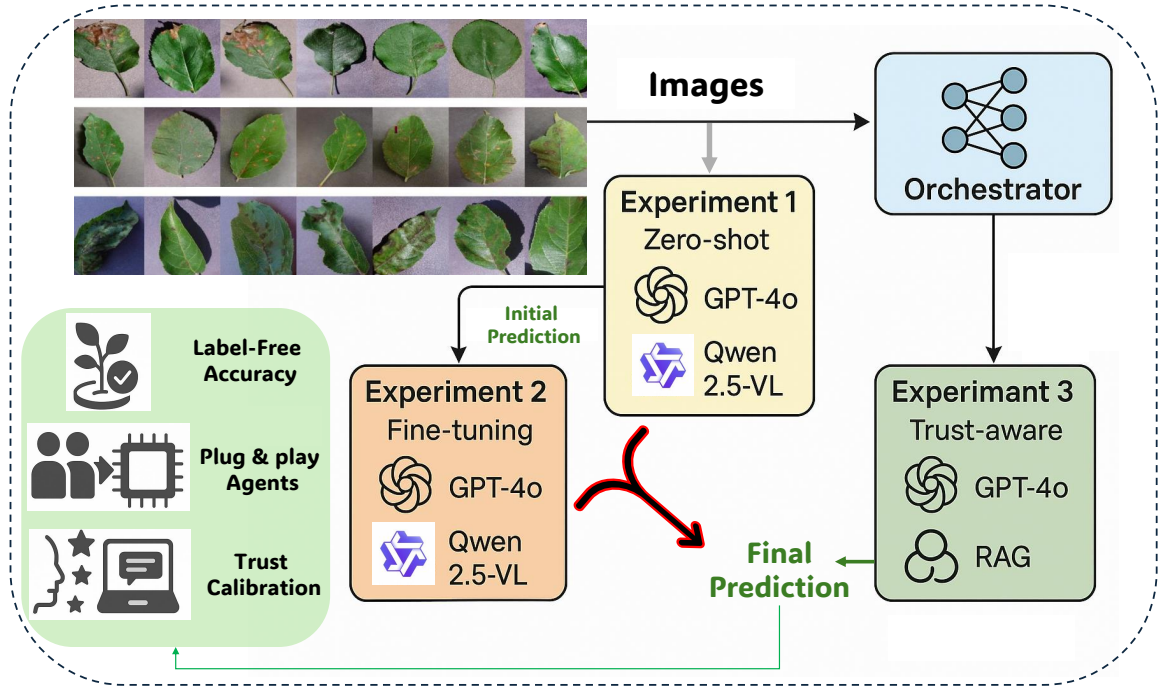 Images
Orchestrator
Experiment 1
Zero-shot
GPT-4o
Qwen
2.5-VL
Initial
Prediction
Experiment 2
Fine-tuning
GPT-4o
Qwen
2.5-VL
Experimant 3
Trust-aware
GPT-4o
RAG
Final
Prediction
Label-Free
Accuracy
Plug & play
Agents
Trust
Calibration